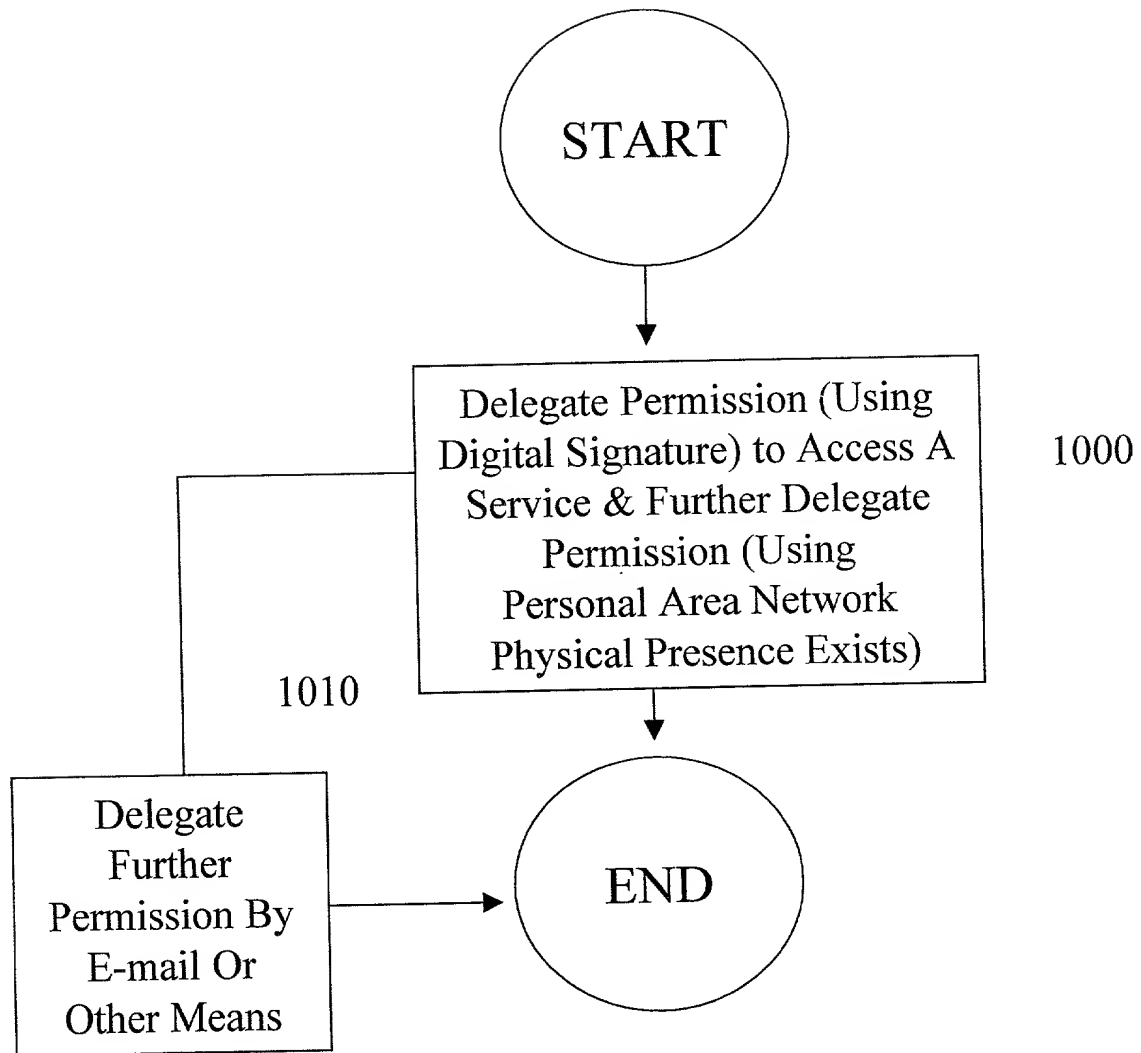 START
Delegate Permission (Using
Digital Signature) to Access A
Service & Further Delegate
Permission (Using
Personal Area Network
Physical Presence Exists)
1000
1010
Delegate
Further
Permission By
E-mail Or
Other Means
END